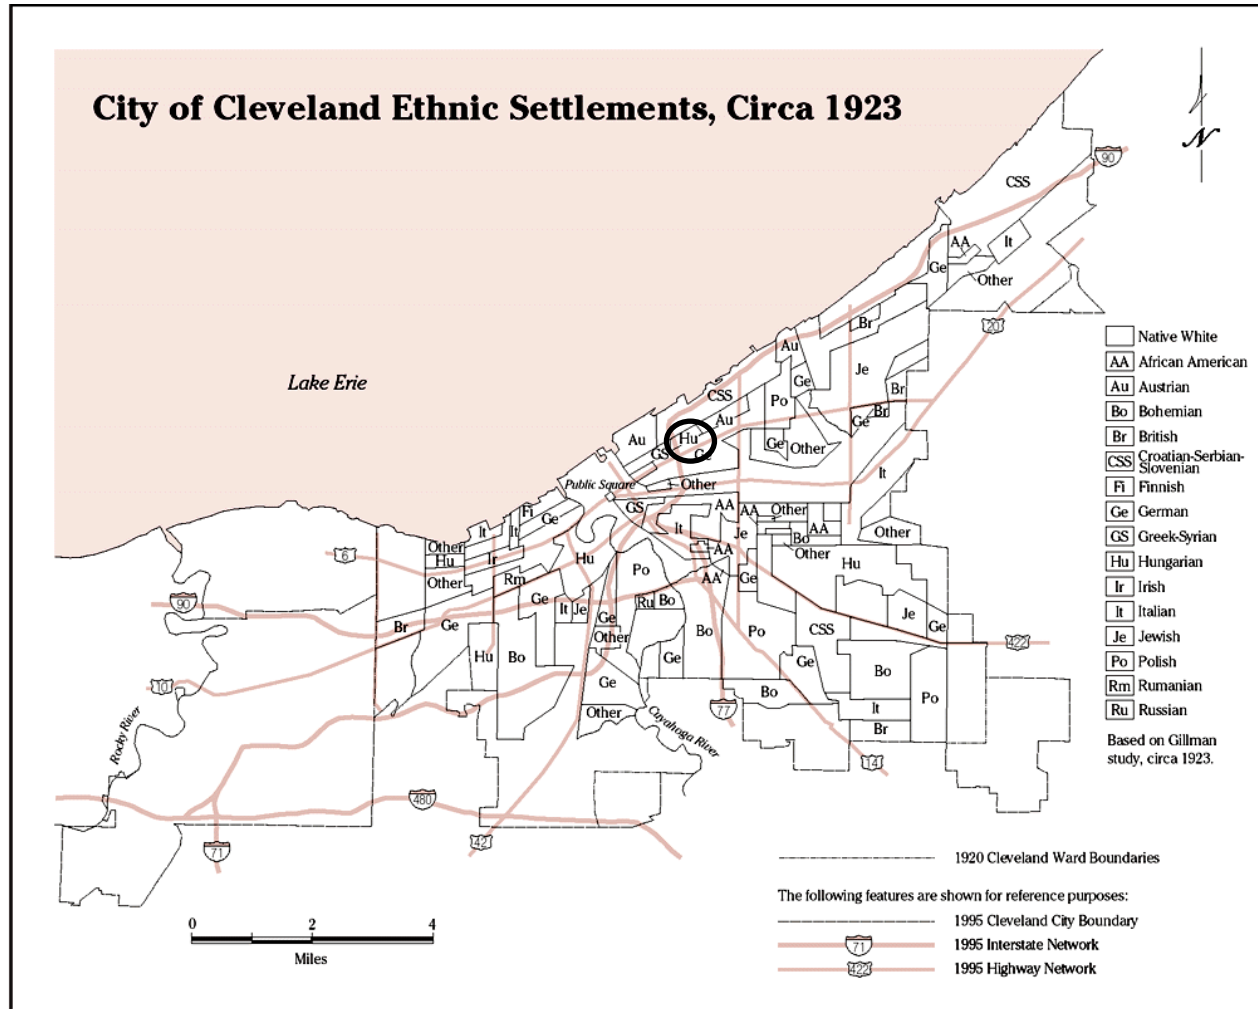 City of Cleveland Ethnic Settlements, Circa 1923
N
90
CSS
AA
It
Ge
Other
20
Br
Au
Je
Ge
Br
CSS
Po
Au
Br
Ge
Au
Hu
GS
Ge
Ge
Other
It
Lake Erie
Public Square
Other
GS
AA
AA
Other
Fi
Ge
It
It
It
Je
AA
Bo
Other
Other
Other
Hu
Ir
Hu
AA
Hu
6
Other
Rm
Po
AA
Ge
90
Ge
It
Je
Ru
Bo
Je
Ge
Br
Ge
Ge
Other
Bo
Po
CSS
422
Hu
Bo
Ge
Ge
Bo
10
Ge
Bo
Po
Other
77
It
Br
Rocky River
Cuyahoga River
14
480
42
71
Native White
AA African American
Au Austrian
Bo Bohemian
Br British
CSS Croatian-Serbian-
Slovenian
Fi Finnish
Ge German
GS Greek-Syrian
Hu Hungarian
Ir Irish
It Italian
Je Jewish
Po Polish
Rm Rumanian
Ru Russian
Based on Gillman
study, circa 1923.
1920 Cleveland Ward Boundaries
The following features are shown for reference purposes:
1995 Cleveland City Boundary
71 1995 Interstate Network
422 1995 Highway Network
0 2 4
Miles